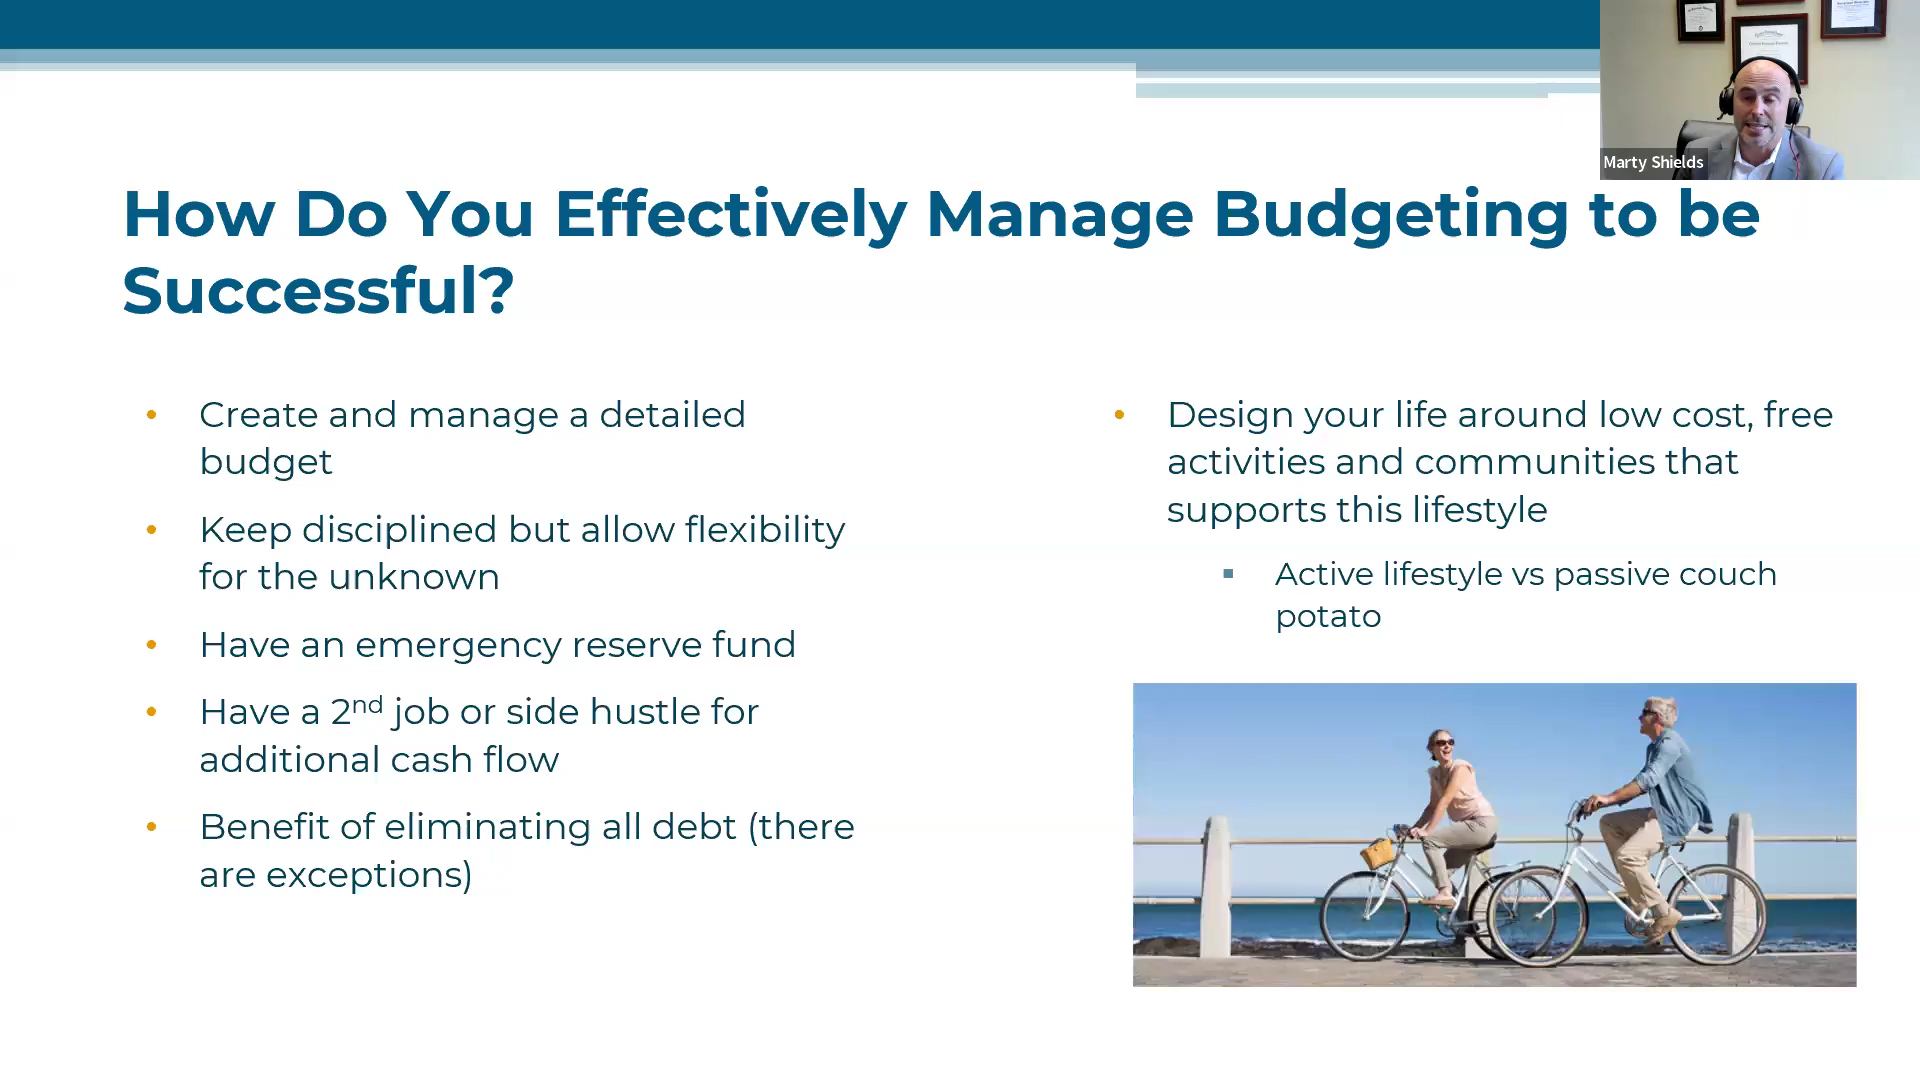 Marty Shields
How Do You Effectively Manage Budgeting to be
Successful?
• Create and manage a detailed
budget
• Keep disciplined but allow flexibility
for the unknown
• Have an emergency reserve fund
• Have a 2nd job or side hustle for
additional cash flow
• Benefit of eliminating all debt (there
are exceptions)
• Design your life around low cost, free
activities and communities that
supports this lifestyle
▪ Active lifestyle vs passive couch
potato